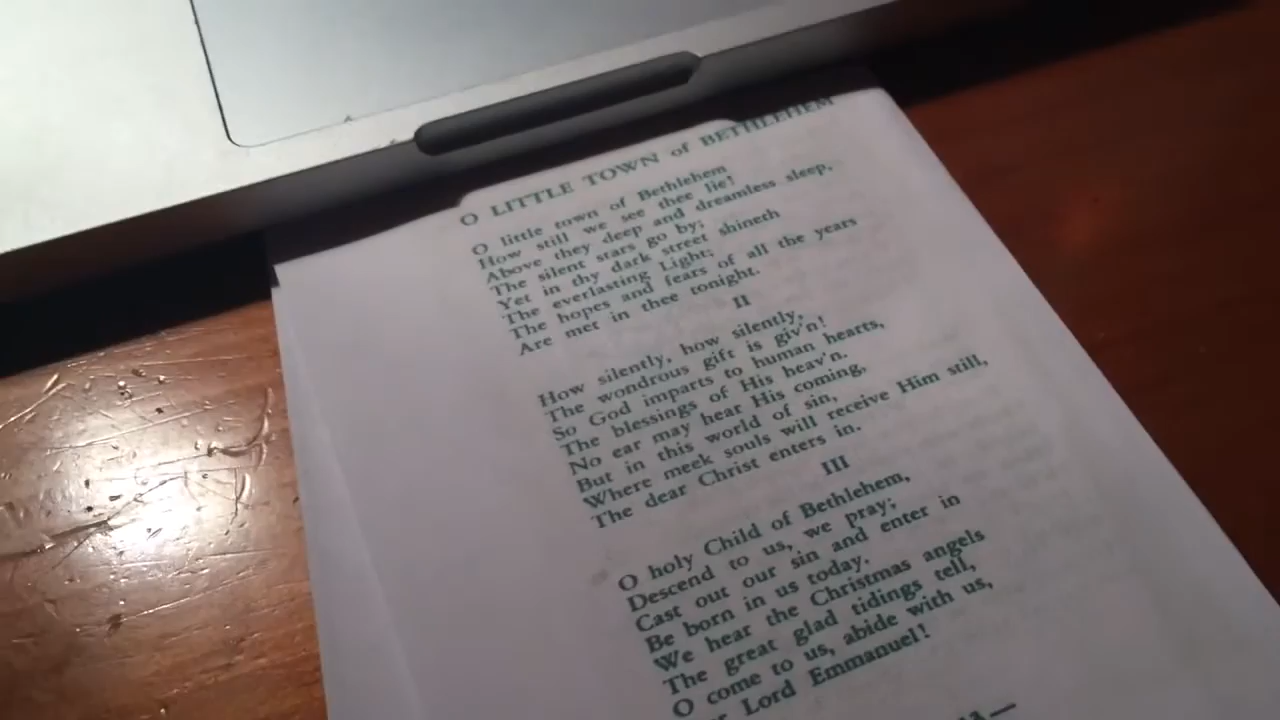 O LITTLE TOWN of BETHLEHEM
O little town of Bethlehem
How still we see thee lie!
Above they deep and dreamless sleep,
The silent stars go by;
Yet in thy dark street shineth
The everlasting Light;
The hopes and fears of all the years
Are met in thee tonight.
II
How silently, how silently,
The wondrous gift is giv'n!
So God imparts to human hearts,
The blessings of His heav'n.
No ear may hear His coming,
But in this world of sin,
Where meek souls will receive Him still,
The dear Christ enters in.
III
O holy Child of Bethlehem,
Descend to us, we pray;
Cast out our sin and enter in
Be born in us today.
We hear the Christmas angels
The great glad tidings tell,
O come to us, abide with us,
Lord Emmanuel!